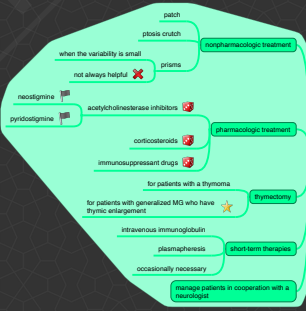 patch
ptosis crutch
nonpharmacologic treatment
when the variability is small
prisms
not always helpful
neostigmine
acetylcholinesterase inhibitors
pyridostigmine
pharmacologic treatment
corticosteroids
immunosuppressant drugs
for patients with a thymoma
thymectomy
for patients with generalized MG who have
thymic enlargement
intravenous immunoglobulin
plasmapheresis
short-term therapies
occasionally necessary
manage patients in cooperation with a
neurologist